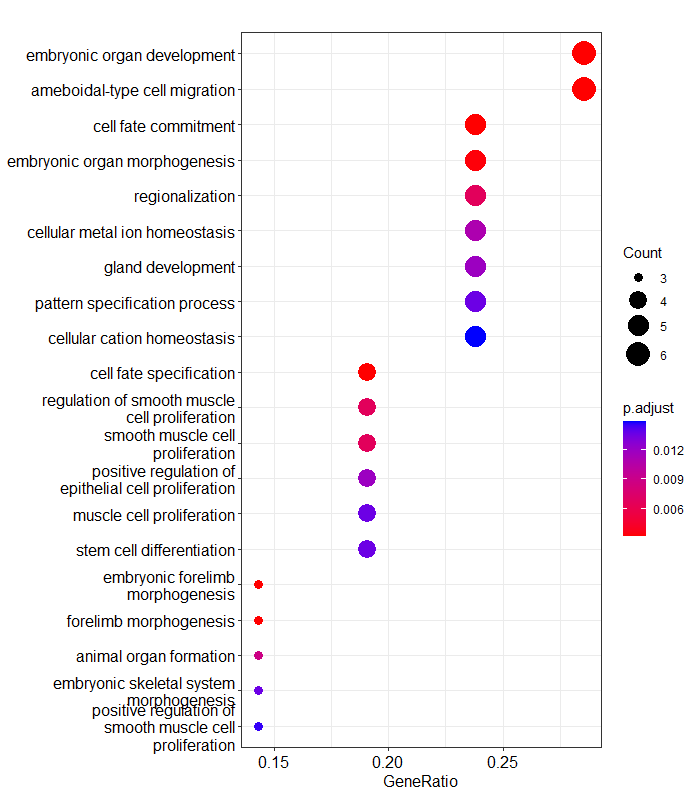 embryonic organ development
ameboidal-type cell migration
cell fate commitment
embryonic organ morphogenesis
regionalization
cellular metal ion homeostasis
gland development
pattern specification process
cellular cation homeostasis
cell fate specification
regulation of smooth muscle
cell proliferation
smooth muscle cell
proliferation
positive regulation of
epithelial cell proliferation
muscle cell proliferation
stem cell differentiation
embryonic forelimb
morphogenesis
forelimb morphogenesis
animal organ formation
embryonic skeletal system
morphogenesis
positive regulation of
smooth muscle cell
proliferation
0.15 0.20 0.25
GeneRatio
Count
3
4
5
6
p.adjust
0.012
0.009
0.006